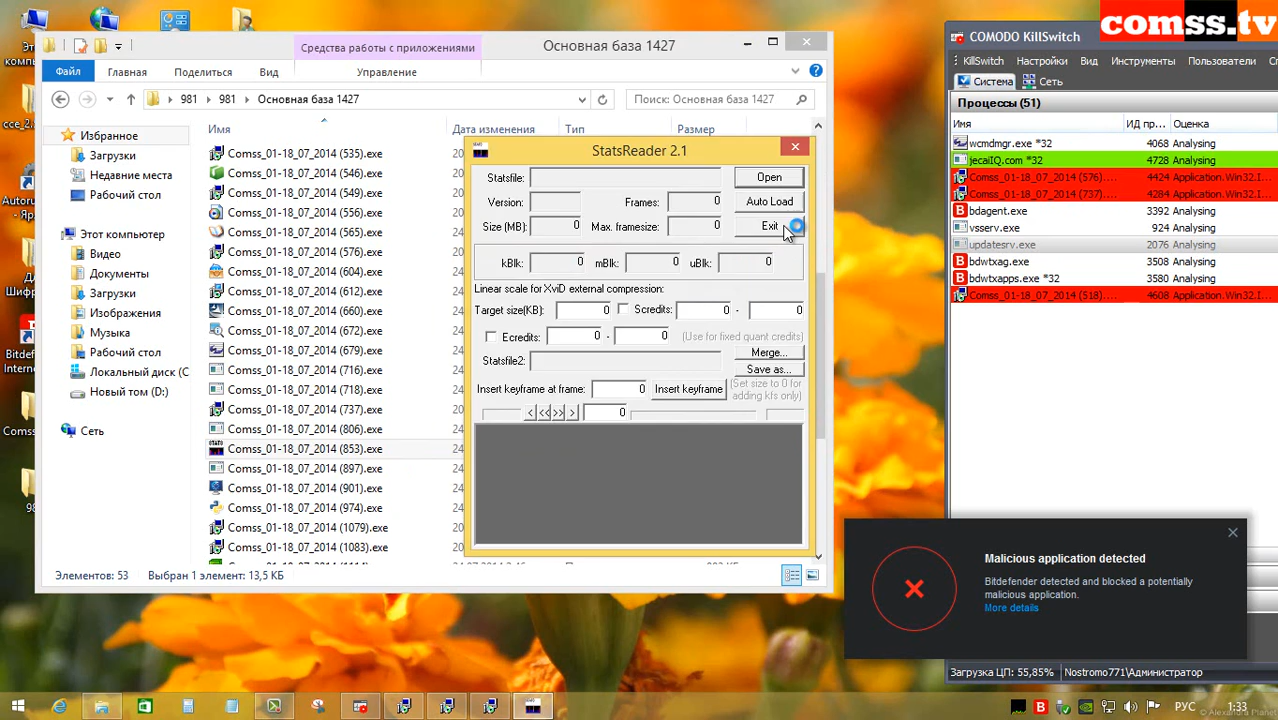 comss.tv
Средства работы с приложениями
Основная база 1427
Файл
Главная
Поделиться
Вид
Управление
981
981
Основная база 1427
Поиск: Основная база 1427
Избранное
Загрузки
Недавние места
Рабочий стол
Этот компьютер
Видео
Документы
Загрузки
Изображения
Музыка
Рабочий стол
Локальный диск (C
Новый том (D:)
Сеть
Имя
Дата изменения
Тип
Размер
Comss_01-18_07_2014 (535).exe
Comss_01-18_07_2014 (546).exe
Comss_01-18_07_2014 (549).exe
Comss_01-18_07_2014 (556).exe
Comss_01-18_07_2014 (565).exe
Comss_01-18_07_2014 (576).exe
Comss_01-18_07_2014 (604).exe
Comss_01-18_07_2014 (612).exe
Comss_01-18_07_2014 (660).exe
Comss_01-18_07_2014 (672).exe
Comss_01-18_07_2014 (679).exe
Comss_01-18_07_2014 (716).exe
Comss_01-18_07_2014 (718).exe
Comss_01-18_07_2014 (737).exe
Comss_01-18_07_2014 (806).exe
Comss_01-18_07_2014 (853).exe
Comss_01-18_07_2014 (897).exe
Comss_01-18_07_2014 (901).exe
Comss_01-18_07_2014 (974).exe
Comss_01-18_07_2014 (1079).exe
Comss_01-18_07_2014 (1083).exe
Элементов: 53
Выбран 1 элемент: 13,5 КБ
StatsReader 2.1
Statsfile:
Open
Version:
Frames: 0
Auto Load
Size (MB): 0
Max. framesize: 0
Exit
kBlk: 0
mBlk: 0
uBlk: 0
Linear scale for XviD external compression:
Target size(KB): 0
Scredits: 0 - 0
Ecredits: 0 - 0
(Use for fixed quant credits)
Statsfile2:
Merge...
Save as...
Insert keyframe at frame: 0
Insert keyframe
(Set size to 0 for
adding kfs only)
< << >> > 0
COMODO KillSwitch
KillSwitch
Настройки
Вид
Инструменты
Пользователи
Система
Сеть
Процессы (51)
Имя
ИД пр...
Оценка
wcmdmgr.exe *32 4068 Analysing
jecaiIQ.com *32 4728 Analysing
Comss_01-18_07_2014 (576).... 4424 Application.Win32.I...
Comss_01-18_07_2014 (737).... 4284 Application.Win32.I...
bdagent.exe 3392 Analysing
vsserv.exe 924 Analysing
updatesrv.exe 2076 Analysing
bdwtxag.exe 3508 Analysing
bdwtxapps.exe *32 3580 Analysing
Comss_01-18_07_2014 (518).... 4608 Application.Win32.I...
Malicious application detected
Bitdefender detected and blocked a potentially
malicious application.
More details
Загрузка ЦП: 55,85%
Nostromo771\Администратор
РУС
1:33